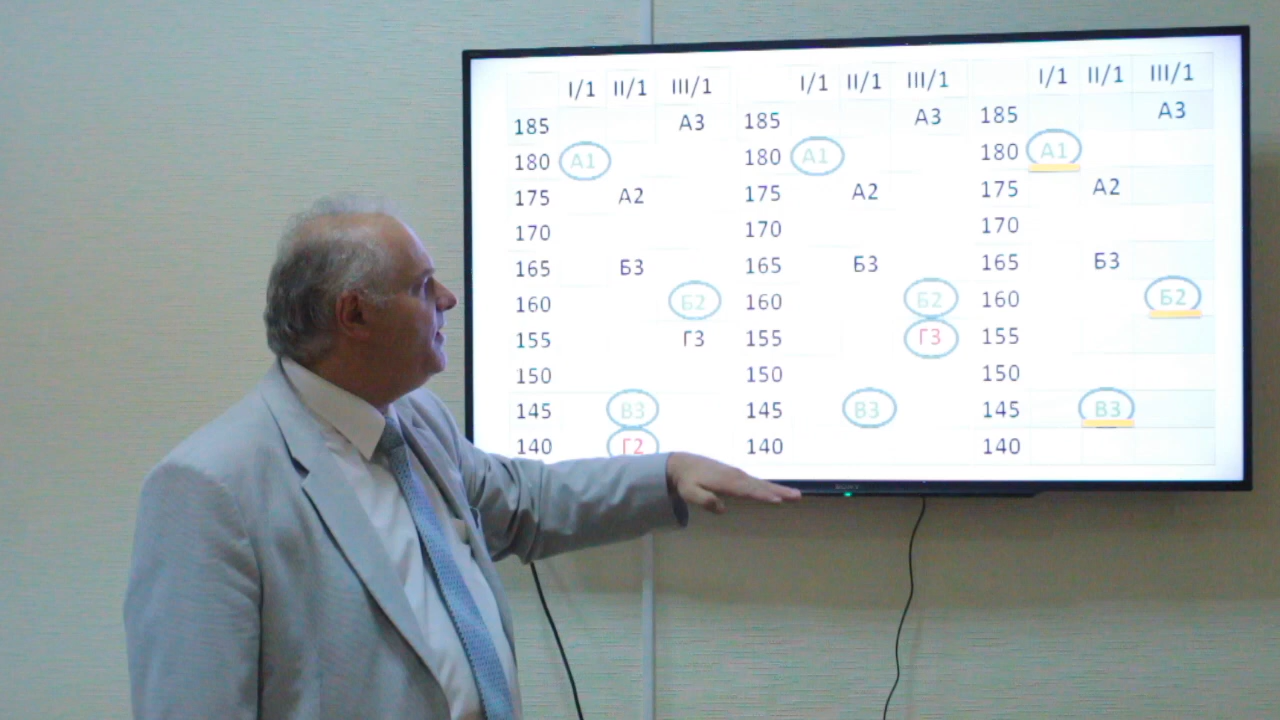 I/1 II/1 III/1 I/1 II/1 III/1 I/1 II/1 III/1
185 А3 185 А3 185 А3
180 А1 180 А1 180 А1
175 А2 175 А2 175 А2
170 170 170
165 Б3 165 Б3 165 Б3
160 Б2 160 Б2 160 Б2
155 Г3 155 Г3 155
150 150 150
145 В3 145 В3 145 В3
140 Г2 140 140
SONY